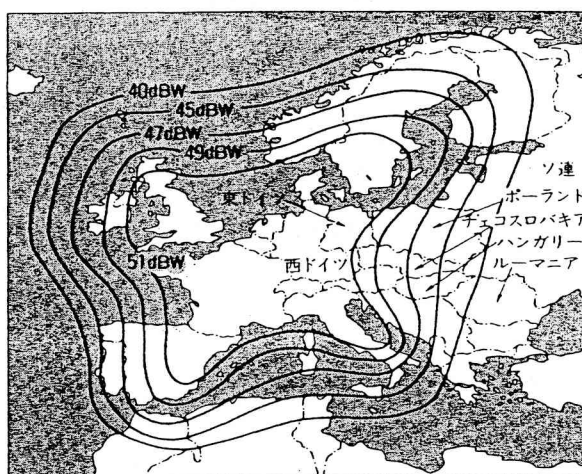 40dBW
45dBW
47dBW
49dBW
ソ連
東ドイツ
ポーランド
チェコスロバキア
ハンガリー
51dBW
西ドイツ
ルーマニア